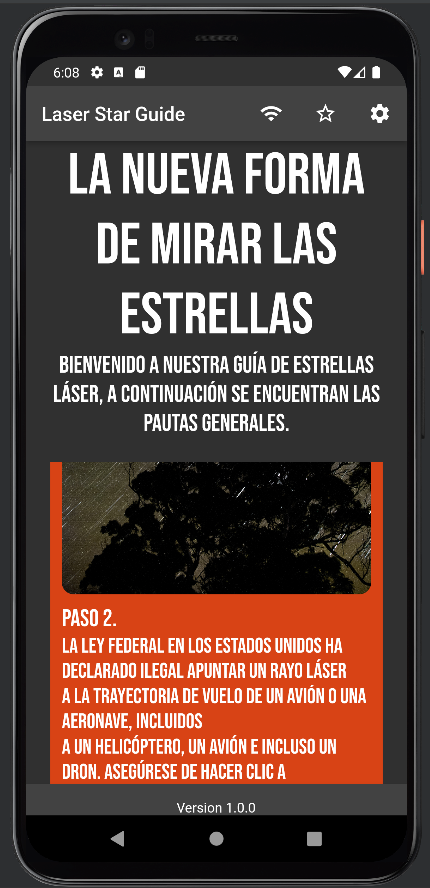 6:08
Laser Star Guide
LA NUEVA FORMA
DE MIRAR LAS
ESTRELLAS
BIENVENIDO A NUESTRA GUÍA DE ESTRELLAS
LÁSER, A CONTINUACIÓN SE ENCUENTRAN LAS
PAUTAS GENERALES.
PASO 2.
LA LEY FEDERAL EN LOS ESTADOS UNIDOS HA
DECLARADO ILEGAL APUNTAR UN RAYO LÁSER
A LA TRAYECTORIA DE VUELO DE UN AVIÓN O UNA
AERONAVE, INCLUIDOS
A UN HELICÓPTERO, UN AVIÓN E INCLUSO UN
DRON. ASEGÚRESE DE HACER CLIC A
Version 1.0.0